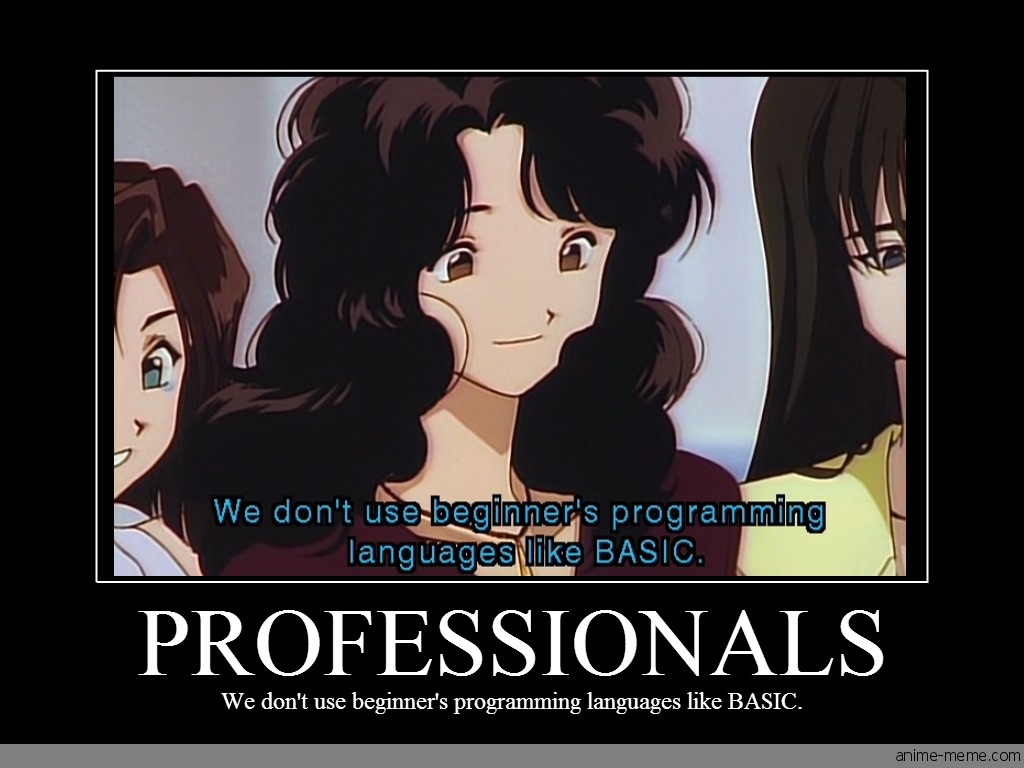 We don't use beginner's programming
languages like BASIC.
PROFESSIONALS
We don't use beginner's programming languages like BASIC.
anime-meme.com